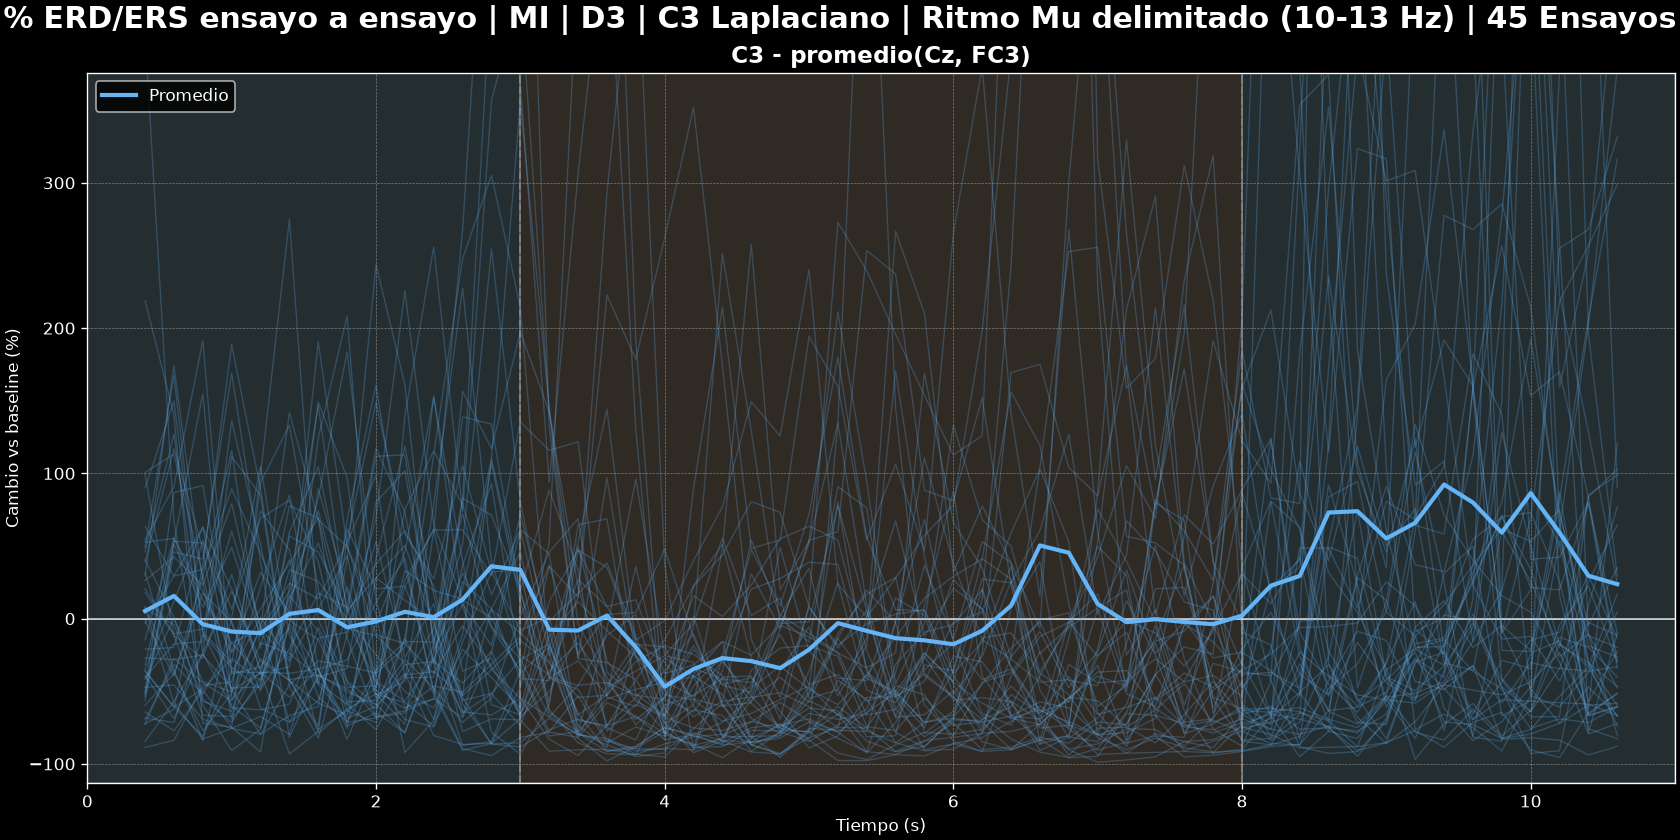 % ERD/ERS ensayo a ensayo | MI | D3 | C3 Laplaciano | Ritmo Mu delimitado (10-13 Hz) | 45 Ensayos
C3 - promedio(Cz, FC3)
Promedio
Cambio vs baseline (%)
300
200
100
0
−100
0 2 4 6 8 10
Tiempo (s)